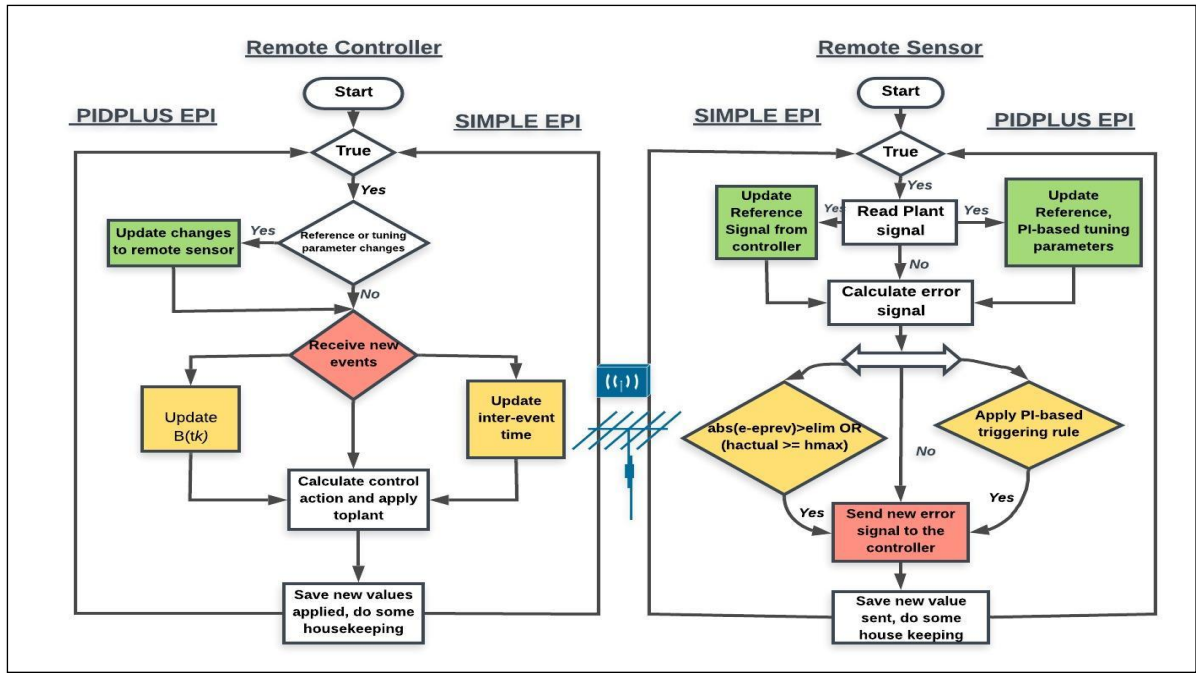 Remote Controller
Start
PIDPLUS EPI
SIMPLE EPI
True
Yes
Reference or tuning
parameter changes
Yes
Update changes
to remote sensor
No
Receive new
events
Update
B(tk)
Update
inter-event
time
Calculate control
action and apply
toplant
Save new values
applied, do some
housekeeping
Remote Sensor
Start
SIMPLE EPI
PIDPLUS EPI
True
Yes
Update
Reference
Signal from
controller
Yes
Read Plant
signal
Yes
Update
Reference,
PI-based tuning
parameters
No
Calculate error
signal
abs(e-eprev)>elim OR
(hactual >= hmax)
Apply PI-based
triggering rule
No
Yes
Yes
Send new error
signal to the
controller
Save new value
sent, do some
house keeping